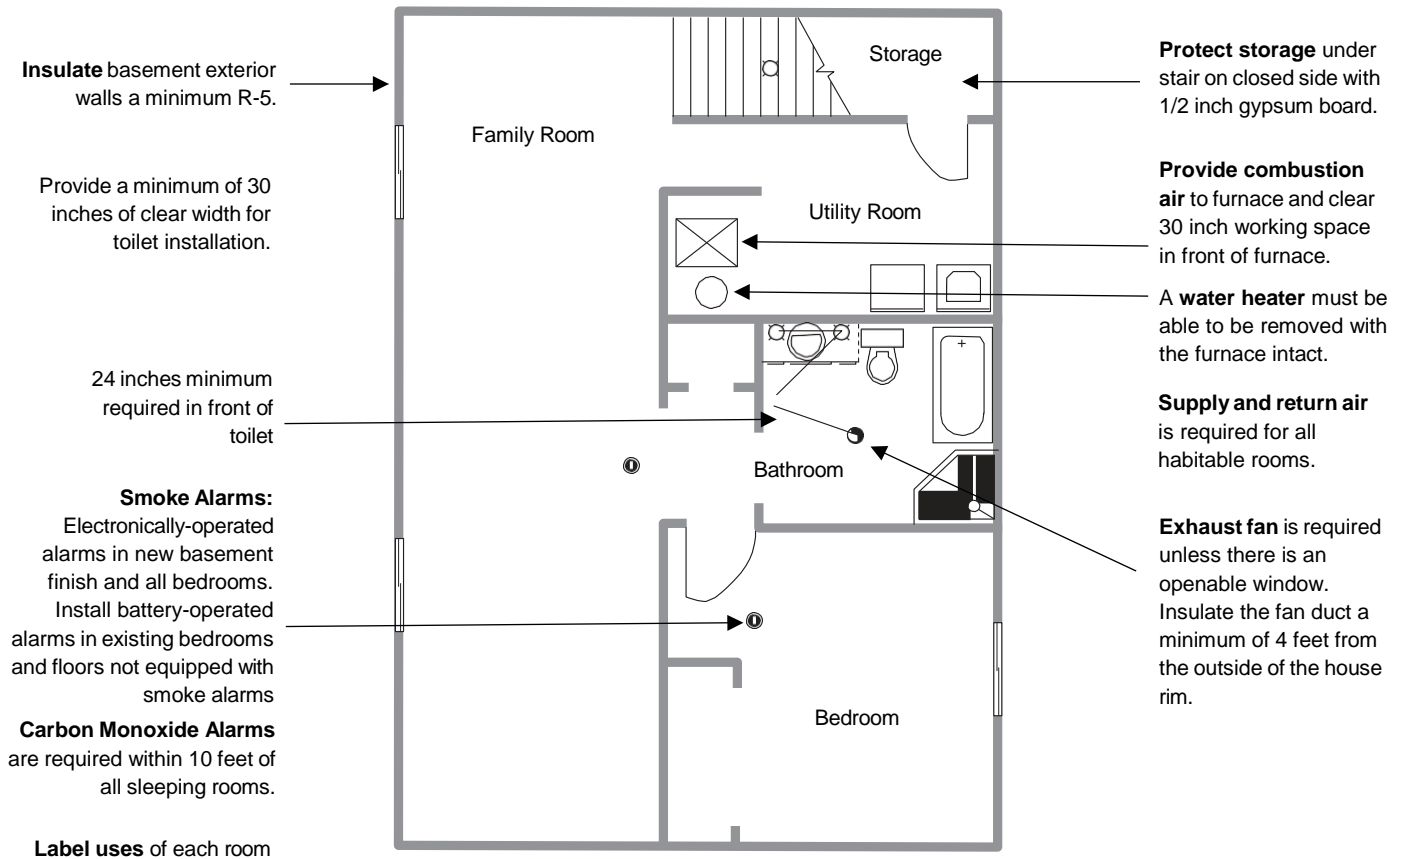 Insulate basement exterior
walls a minimum R-5.
Provide a minimum of 30
inches of clear width for
toilet installation.
24 inches minimum
required in front of
toilet
Smoke Alarms:
Electronically-operated
alarms in new basement
finish and all bedrooms.
Install battery-operated
alarms in existing bedrooms
and floors not equipped with
smoke alarms
Carbon Monoxide Alarms
are required within 10 feet of
all sleeping rooms.
Label uses of each room
Family Room
Storage
Utility Room
Bathroom
Bedroom
Protect storage under
stair on closed side with
1/2 inch gypsum board.
Provide combustion
air to furnace and clear
30 inch working space
in front of furnace.
A water heater must be
able to be removed with
the furnace intact.
Supply and return air
is required for all
habitable rooms.
Exhaust fan is required
unless there is an
openable window.
Insulate the fan duct a
minimum of 4 feet from
the outside of the house
rim.